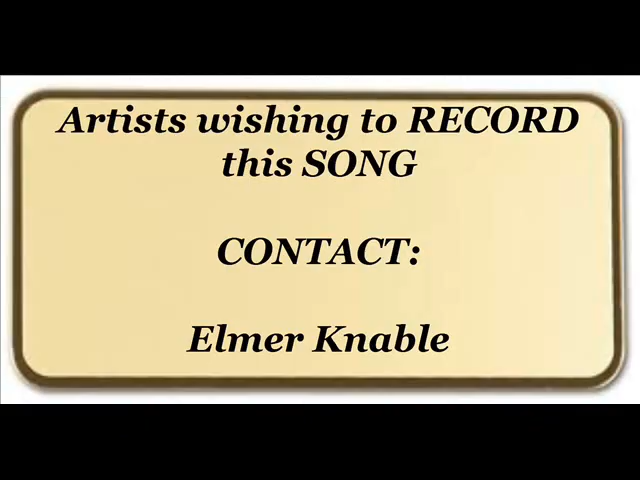 Artists wishing to RECORD
this SONG
CONTACT:
Elmer Knable